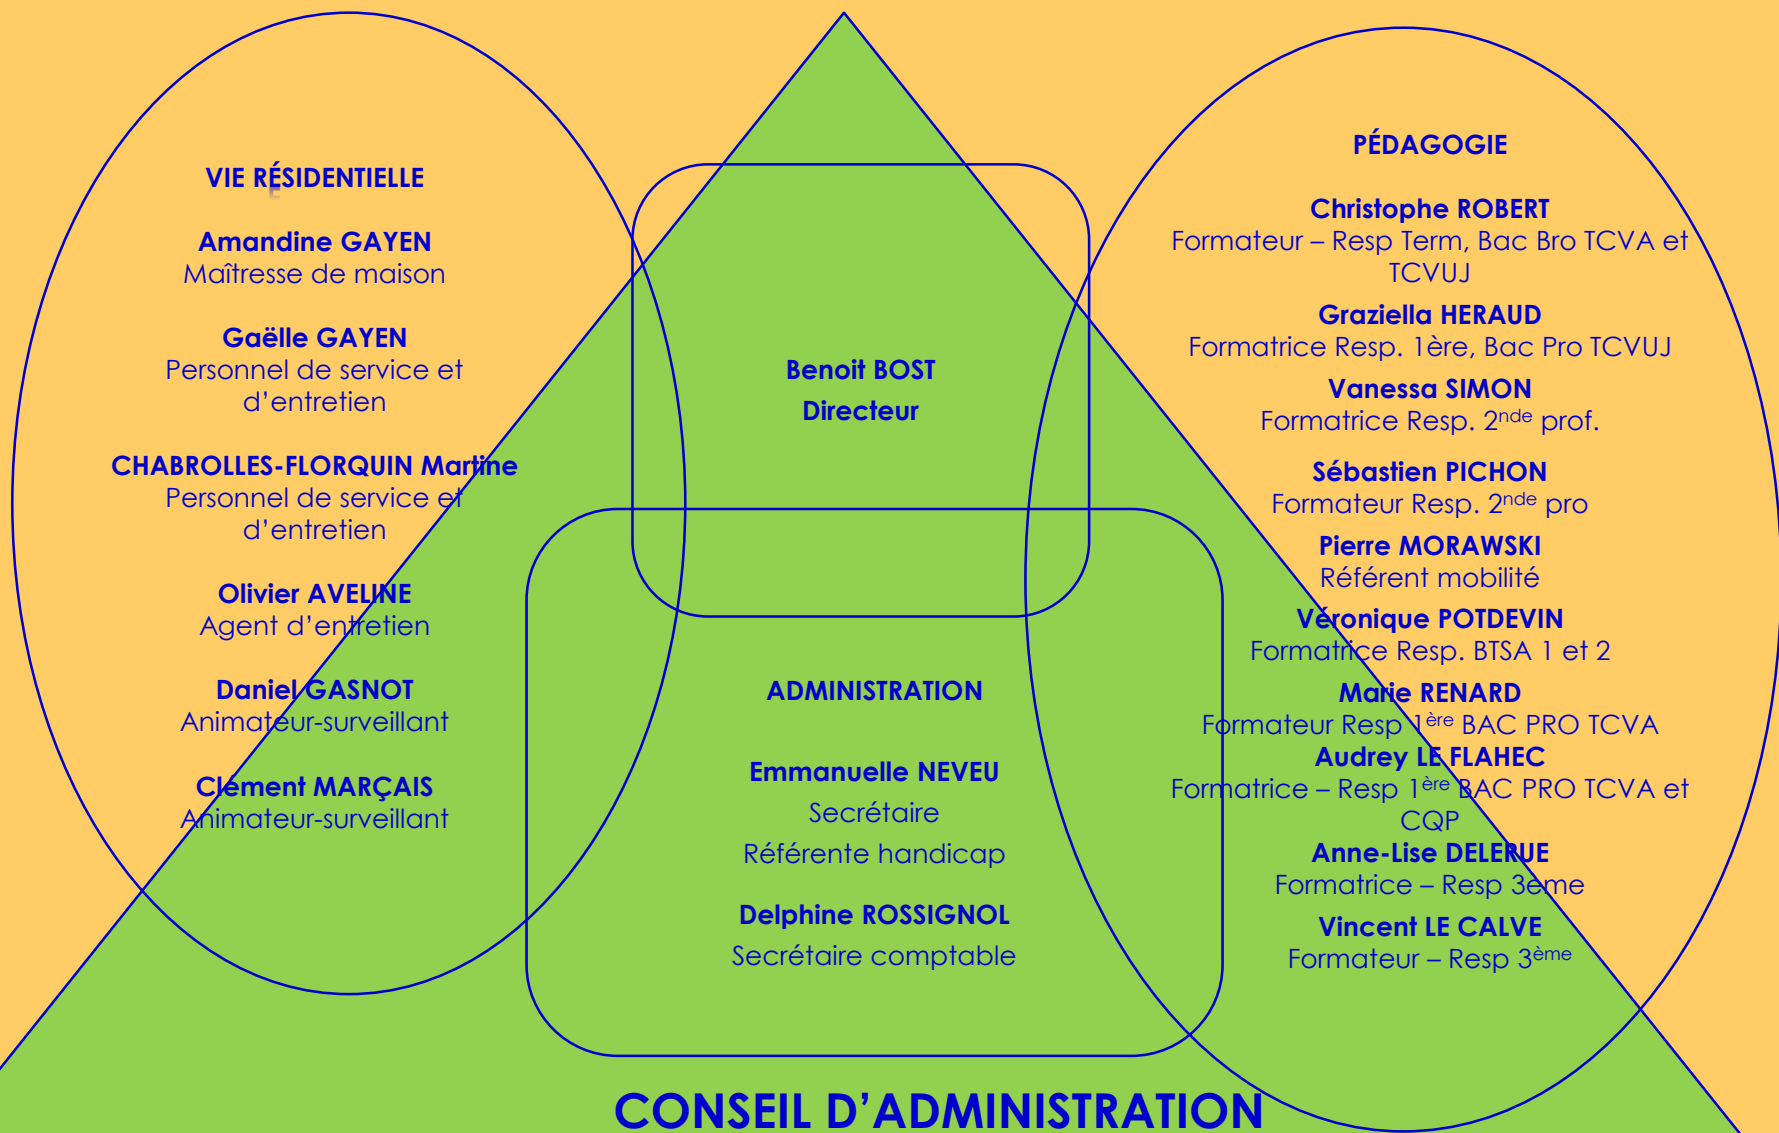 VIE RÉSIDENTIELLE
Amandine GAYEN
Maîtresse de maison
Gaëlle GAYEN
Personnel de service et
d’entretien
CHABROLLES-FLORQUIN Martine
Personnel de service et
d’entretien
Olivier AVELINE
Agent d’entretien
Daniel GASNOT
Animateur-surveillant
Clément MARÇAIS
Animateur-surveillant
Benoit BOST
Directeur
ADMINISTRATION
Emmanuelle NEVEU
Secrétaire
Référente handicap
Delphine ROSSIGNOL
Secrétaire comptable
PÉDAGOGIE
Christophe ROBERT
Formateur – Resp Term, Bac Bro TCVA et
TCVUJ
Graziella HERAUD
Formatrice Resp. 1ère, Bac Pro TCVUJ
Vanessa SIMON
Formatrice Resp. 2nde prof.
Sébastien PICHON
Formateur Resp. 2nde pro
Pierre MORAWSKI
Référent mobilité
Véronique POTDEVIN
Formatrice Resp. BTSA 1 et 2
Marie RENARD
Formateur Resp 1ère BAC PRO TCVA
Audrey LE FLAHEC
Formatrice – Resp 1ère BAC PRO TCVA et
CQP
Anne-Lise DELERUE
Formatrice – Resp 3eme
Vincent LE CALVE
Formateur – Resp 3ème
CONSEIL D’ADMINISTRATION